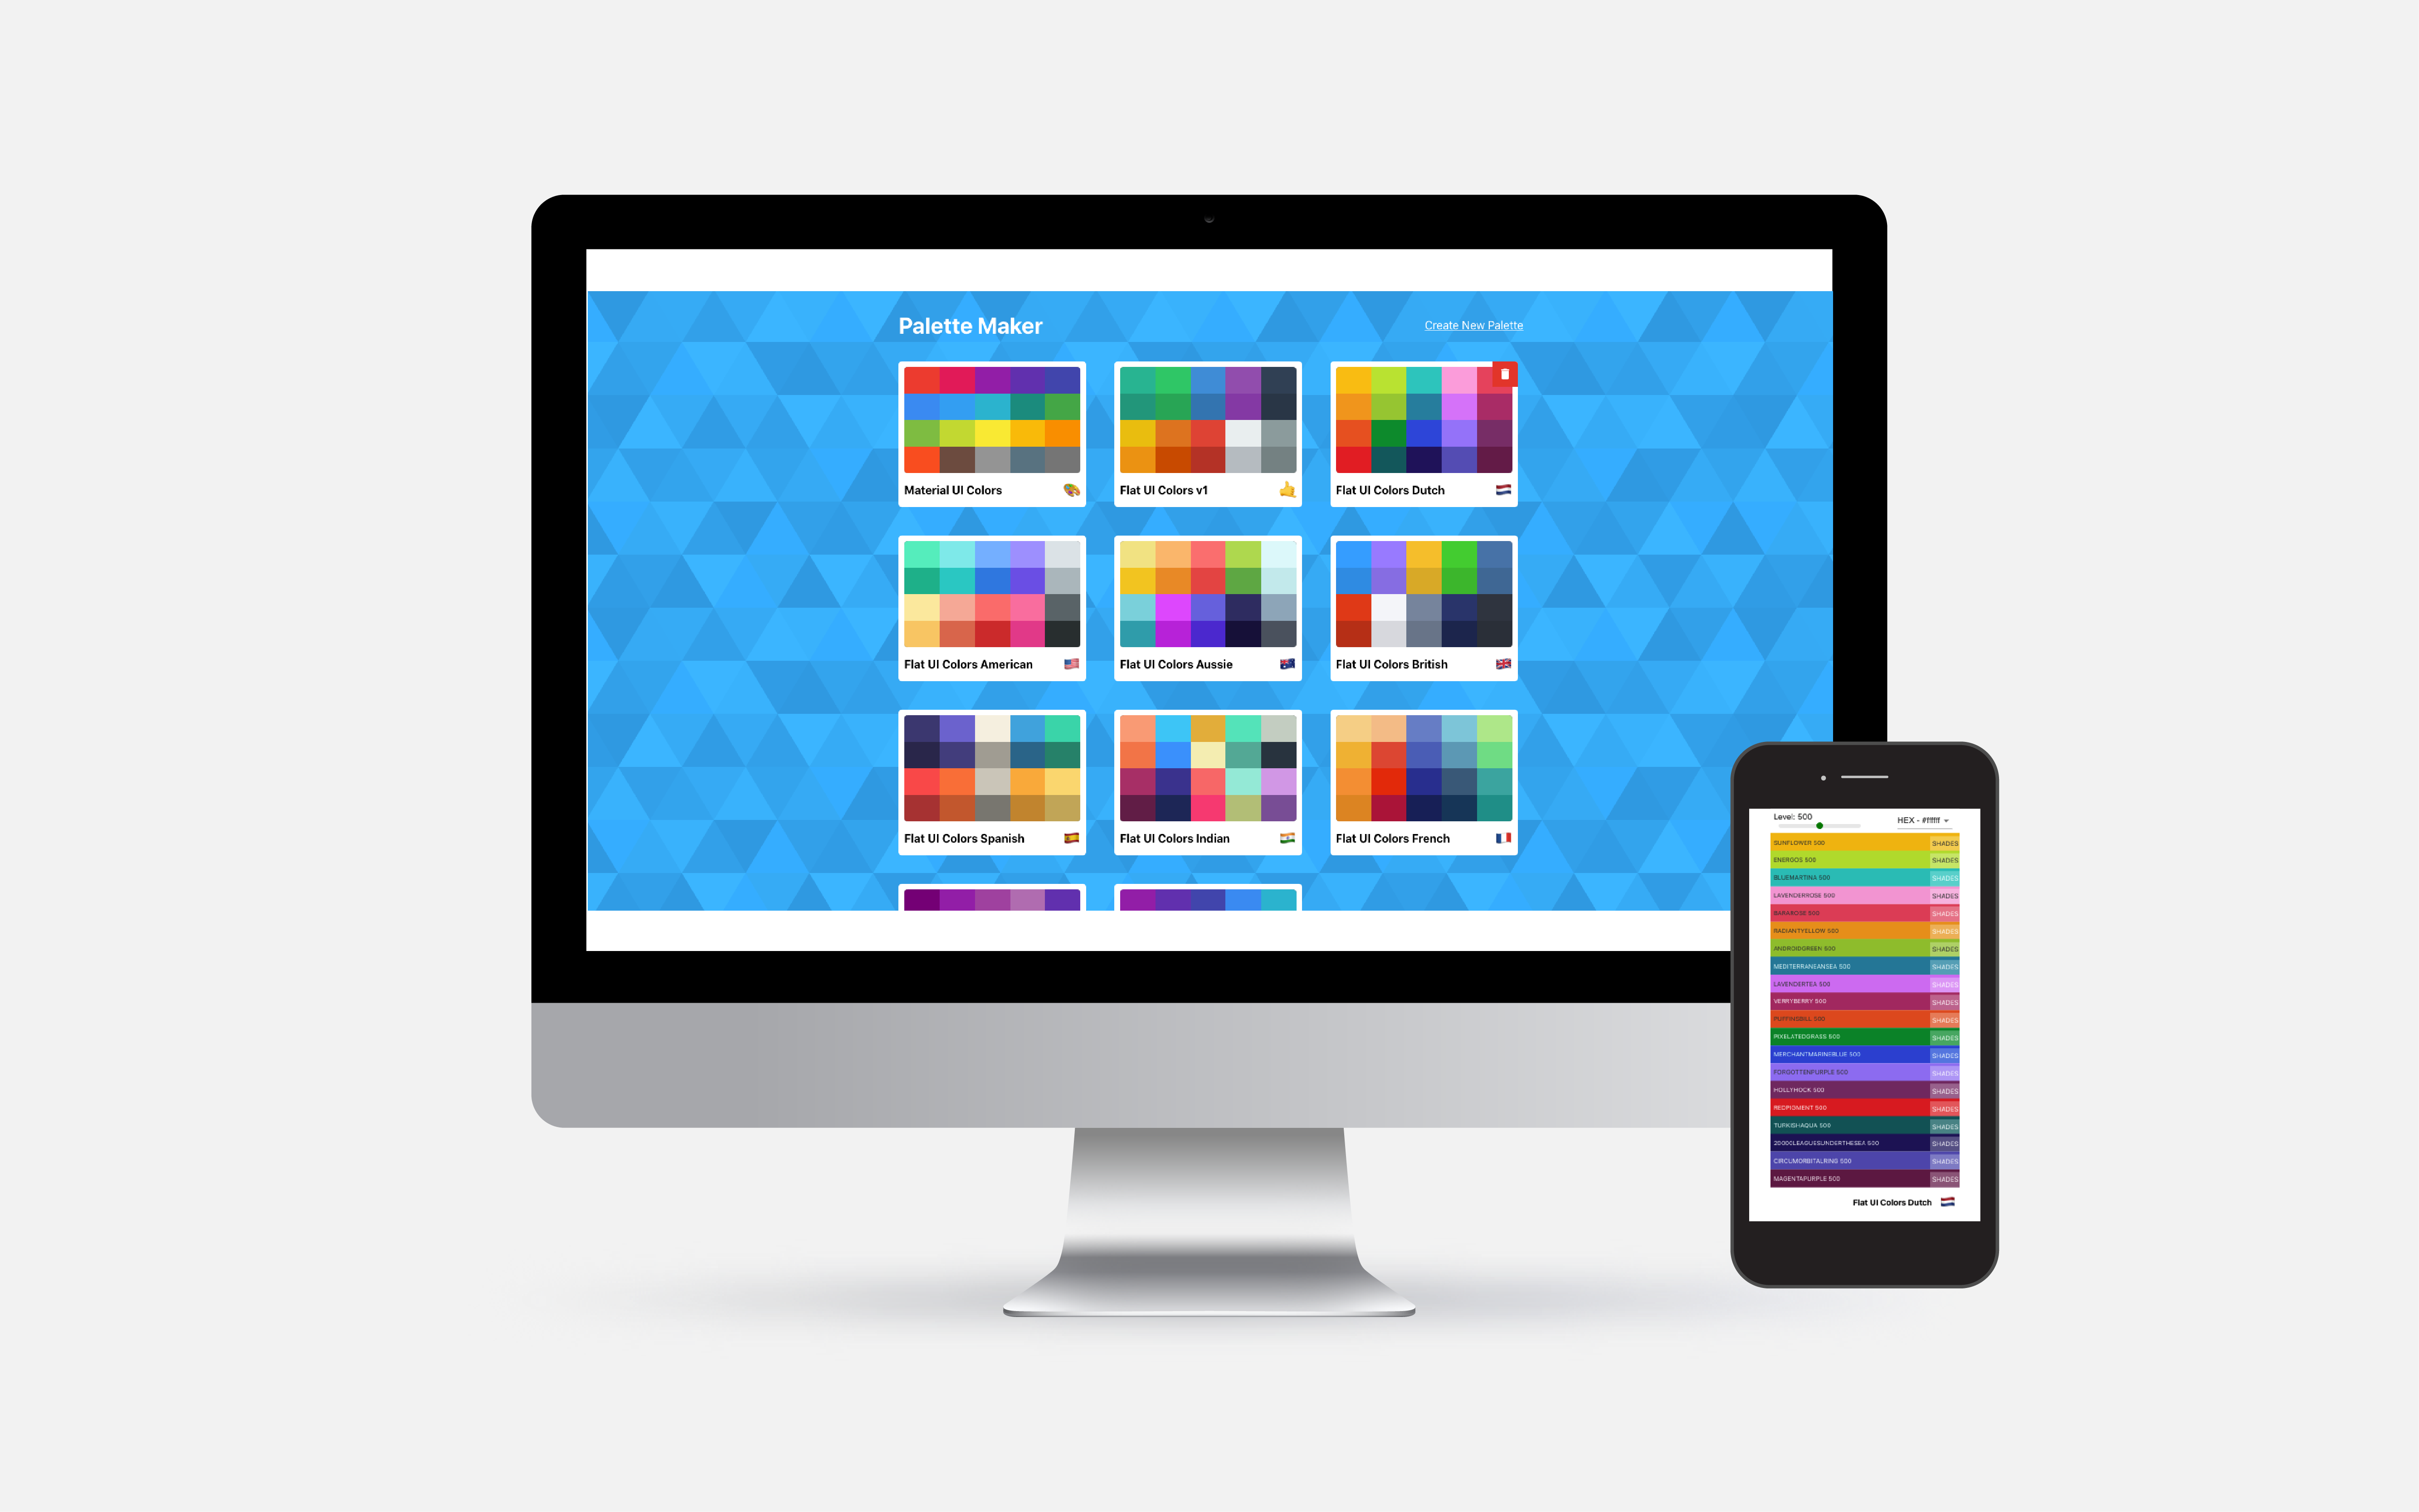 Palette Maker
Create New Palette
Material UI Colors
Flat UI Colors v1
Flat UI Colors Dutch
Flat UI Colors American
Flat UI Colors Aussie
Flat UI Colors British
Flat UI Colors Spanish
Flat UI Colors Indian
Flat UI Colors French
Level: 500
HEX - #ffffff
SUNFLOWER 500 SHADES
ENERGOS 500 SHADES
BLUEMARTINA 500 SHADES
LAVENDERROSE 500 SHADES
BARAROSE 500 SHADES
RADIANTYELLOW 500 SHADES
ANDROIDGREEN 500 SHADES
MEDITERRANEANSEA 500 SHADES
LAVENDERTEA 500 SHADES
VERRYBERRY 500 SHADES
PUFFINSBILL 500 SHADES
PIXELATEDGRASS 500 SHADES
MERCHANTMARINEBLUE 500 SHADES
FORGOTTENPURPLE 500 SHADES
HOLLYHOCK 500 SHADES
REDPIGMENT 500 SHADES
TURKISHAQUA 500 SHADES
20000LEAGUESUNDERTHESEA 500 SHADES
CIRCUMORBITALRING 500 SHADES
MAGENTAPURPLE 500 SHADES
Flat UI Colors Dutch